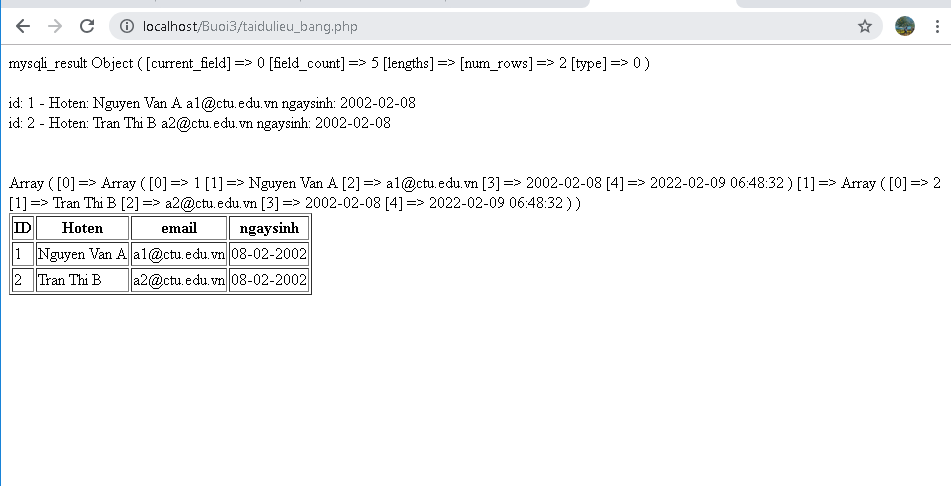 localhost/Buoi3/taidulieu_bang.php
mysqli_result Object ( [current_field] => 0 [field_count] => 5 [lengths] => [num_rows] => 2 [type] => 0 )
id: 1 - Hoten: Nguyen Van A a1@ctu.edu.vn ngaysinh: 2002-02-08
id: 2 - Hoten: Tran Thi B a2@ctu.edu.vn ngaysinh: 2002-02-08
Array ( [0] => Array ( [0] => 1 [1] => Nguyen Van A [2] => a1@ctu.edu.vn [3] => 2002-02-08 [4] => 2022-02-09 06:48:32 ) [1] => Array ( [0] => 2
[1] => Tran Thi B [2] => a2@ctu.edu.vn [3] => 2002-02-08 [4] => 2022-02-09 06:48:32 ) )
ID Hoten email ngaysinh
1 Nguyen Van A a1@ctu.edu.vn 08-02-2002
2 Tran Thi B a2@ctu.edu.vn 08-02-2002